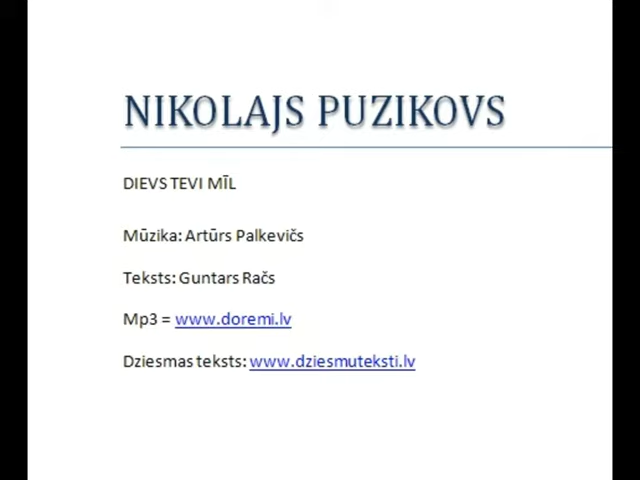 NIKOLAJS PUZIKOVS
DIEVS TEVI MĪL
Mūzika: Artūrs Palkevičs
Teksts: Guntars Račs
Mp3 = www.doremi.lv
Dziesmas teksts: www.dziesmuteksti.lv